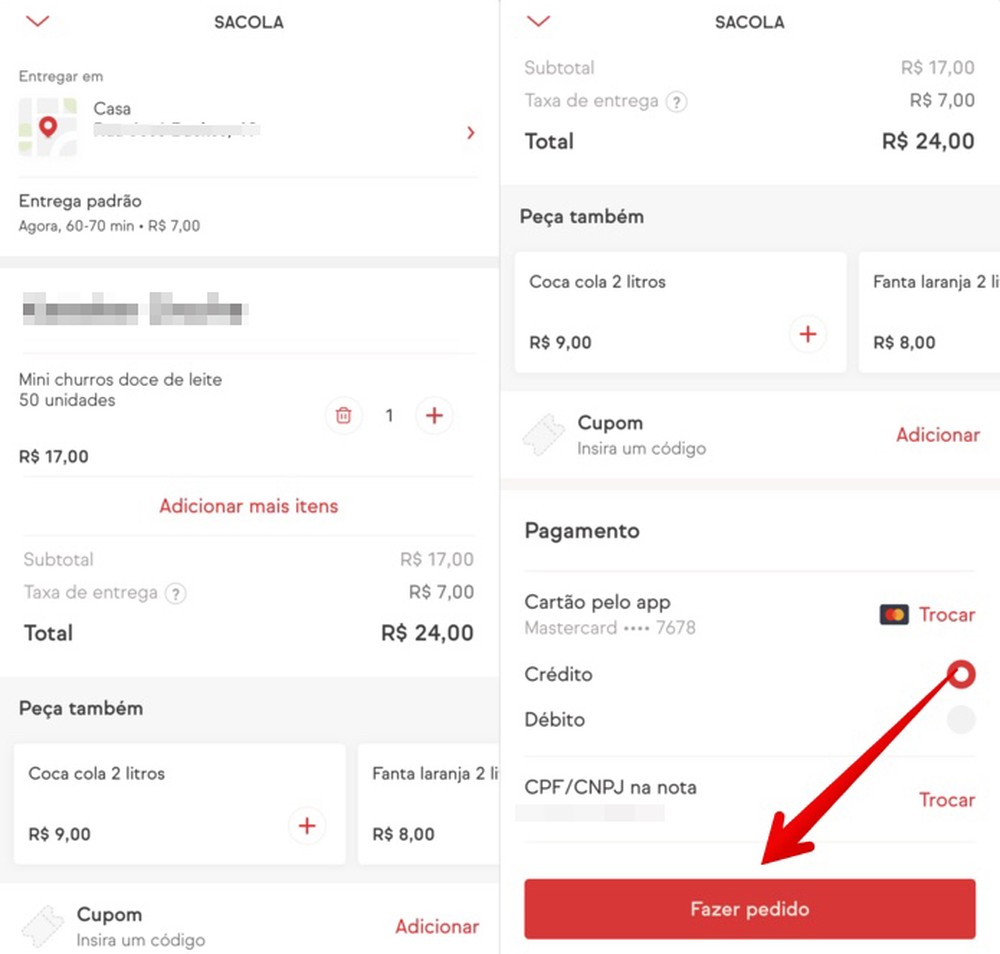 SACOLA
Entregar em
Casa
Entrega padrão
Agora, 60-70 min • R$ 7,00
Mini churros doce de leite
50 unidades
1
R$ 17,00
Adicionar mais itens
Subtotal R$ 17,00
Taxa de entrega ? R$ 7,00
Total R$ 24,00
Peça também
Coca cola 2 litros
R$ 9,00
Fanta laranja 2 li
R$ 8,00
Cupom
Insira um código
Adicionar
SACOLA
Subtotal R$ 17,00
Taxa de entrega ? R$ 7,00
Total R$ 24,00
Peça também
Coca cola 2 litros
R$ 9,00
Fanta laranja 2 li
R$ 8,00
Cupom
Insira um código
Adicionar
Pagamento
Cartão pelo app
Mastercard •••• 7678
Trocar
Crédito
Débito
CPF/CNPJ na nota
Trocar
Fazer pedido